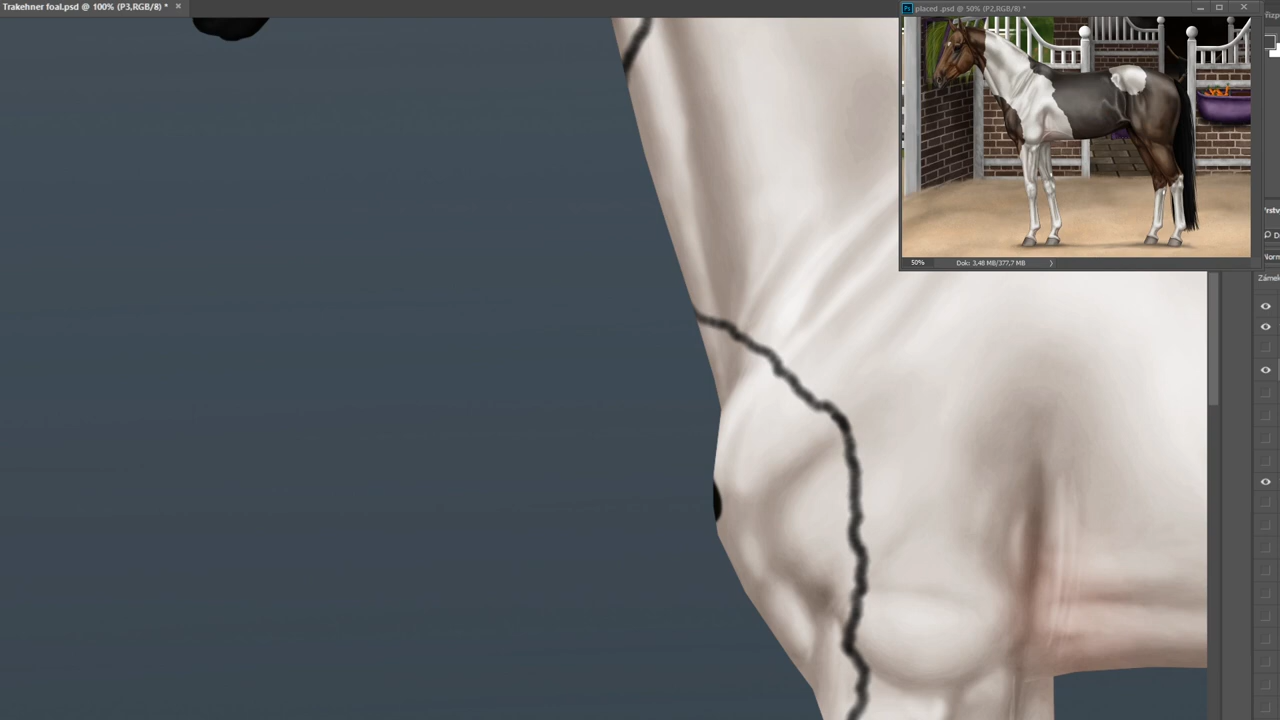 Trakehner foal.psd @ 100% (P3,RGB/8) *
placed .psd @ 50% (P2,RGB/8) *
50%
Dok: 3,48 MB/377,7 MB